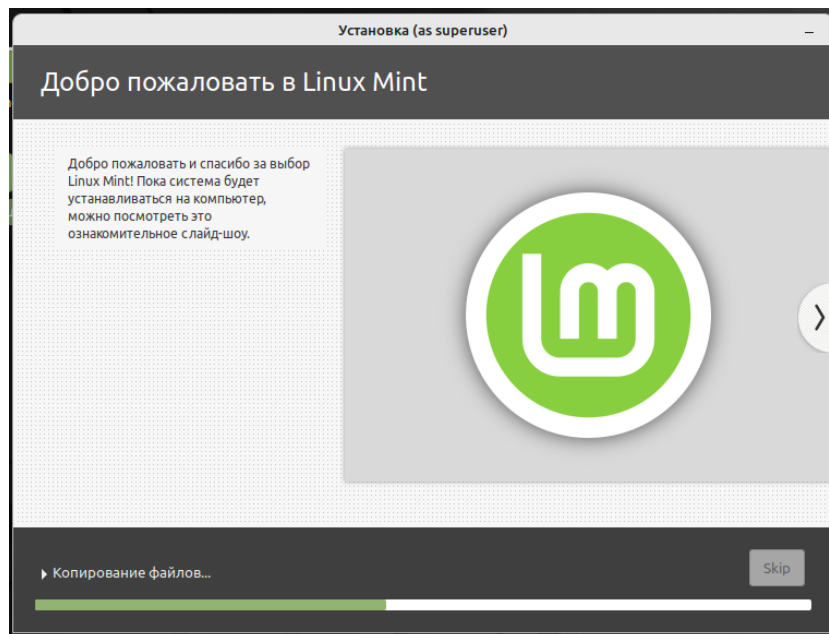 Установка (as superuser)
Добро пожаловать в Linux Mint
Добро пожаловать и спасибо за выбор
Linux Mint! Пока система будет
устанавливаться на компьютер,
можно посмотреть это
ознакомительное слайд-шоу.
Копирование файлов...
Skip